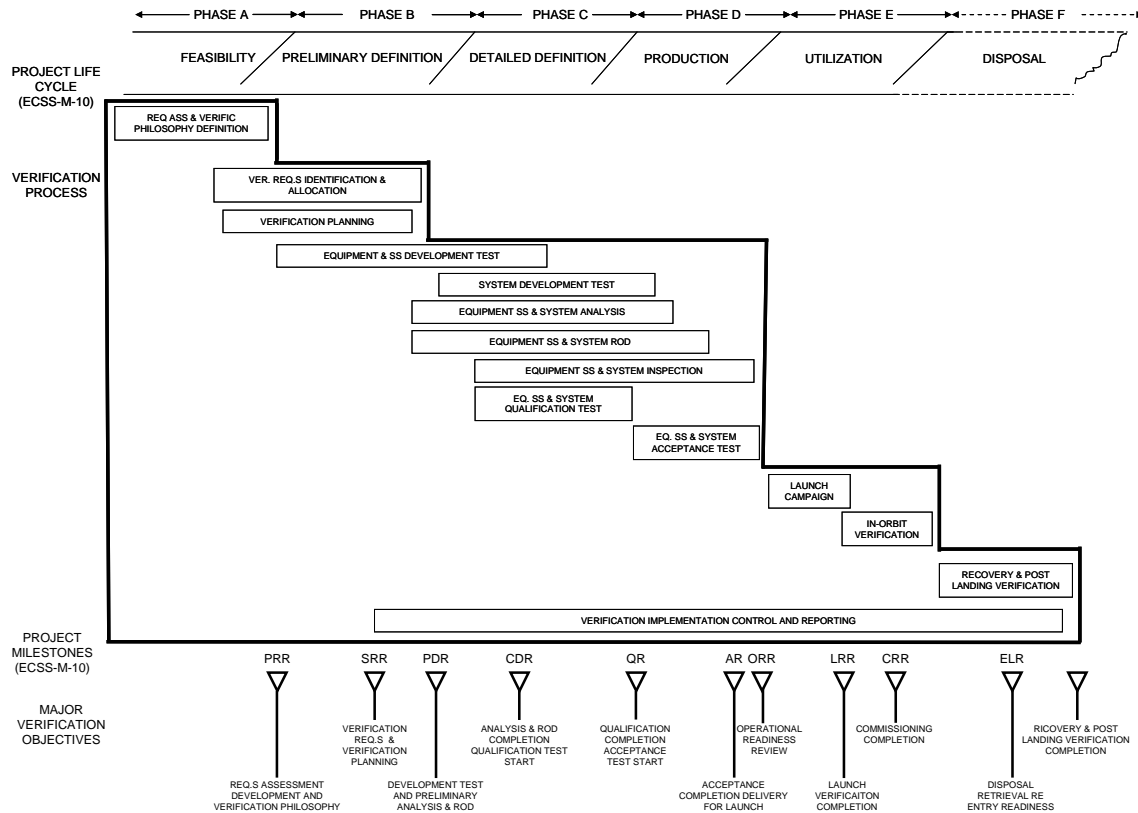 PHASE A PHASE B PHASE C PHASE D PHASE E PHASE F
FEASIBILITY PRELIMINARY DEFINITION DETAILED DEFINITION PRODUCTION UTILIZATION DISPOSAL
PROJECT LIFE
CYCLE
(ECSS-M-10)
REQ ASS & VERIFIC
PHILOSOPHY DEFINITION
VERIFICATION
PROCESS
VER. REQ.S IDENTIFICATION &
ALLOCATION
VERIFICATION PLANNING
EQUIPMENT & SS DEVELOPMENT TEST
SYSTEM DEVELOPMENT TEST
EQUIPMENT SS & SYSTEM ANALYSIS
EQUIPMENT SS & SYSTEM ROD
EQUIPMENT SS & SYSTEM INSPECTION
EQ. SS & SYSTEM
QUALIFICATION TEST
EQ. SS & SYSTEM
ACCEPTANCE TEST
LAUNCH
CAMPAIGN
IN-ORBIT
VERIFICATION
RECOVERY & POST
LANDING VERIFICATION
VERIFICATION IMPLEMENTATION CONTROL AND REPORTING
PROJECT
MILESTONES
(ECSS-M-10)
PRR SRR PDR CDR QR AR ORR LRR CRR ELR
MAJOR
VERIFICATION
OBJECTIVES
VERIFICATION
REQ.S &
VERIFICATION
PLANNING
ANALYSIS & ROD
COMPLETION
QUALIFICATION TEST
START
QUALIFICATION
COMPLETION
ACCEPTANCE
TEST START
OPERATIONAL
READINESS
REVIEW
COMMISSIONING
COMPLETION
RICOVERY & POST
LANDING VERIFICATION
COMPLETION
REQ.S ASSESSMENT
DEVELOPMENT AND
VERIFICATION PHILOSOPHY
DEVELOPMENT TEST
AND PRELIMINARY
ANALYSIS & ROD
ACCEPTANCE
COMPLETION DELIVERY
FOR LAUNCH
LAUNCH
VERIFICAITON
COMPLETION
DISPOSAL
RETRIEVAL RE
ENTRY READINESS